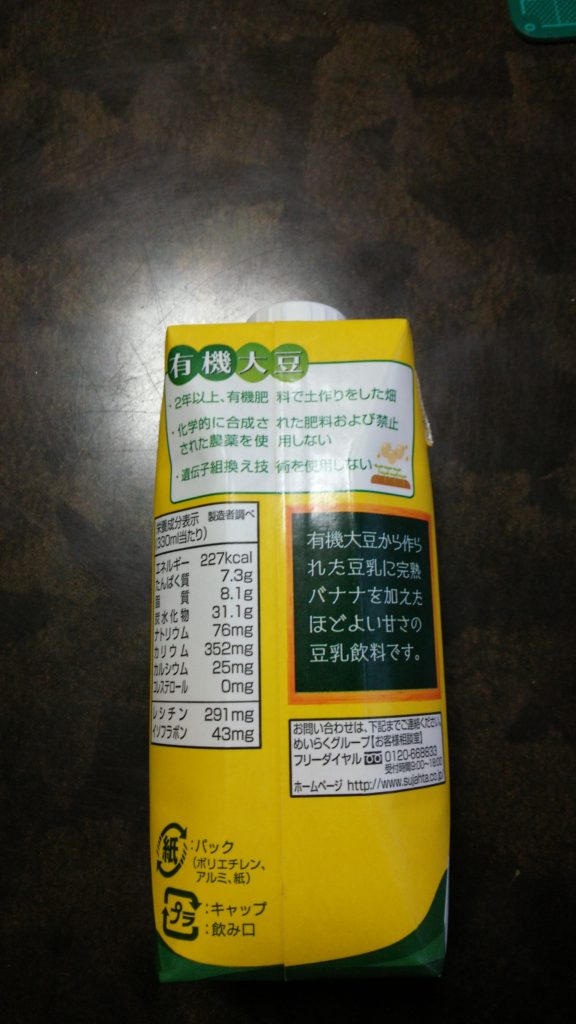 有機大豆
・2年以上、有機肥料で土作りをした畑
・化学的に合成された肥料および禁止
された農薬を使用しない
・遺伝子組換え技術を使用しない
栄養成分表示 製造者調べ
(330ml当たり)
エネルギー 227kcal
たんぱく質 7.3g
脂質 8.1g
炭水化物 31.1g
ナトリウム 76mg
カリウム 352mg
カルシウム 25mg
コレステロール 0mg
レシチン 291mg
イソフラボン 43mg
有機大豆から作ら
れた豆乳に完熟
バナナを加えた
ほどよい甘さの
豆乳飲料です。
お問い合わせは、下記までご連絡ください。
めいらくグループ【お客様相談室】
フリーダイヤル 0120-668833
受付時間9:00〜18:00
ホームページ http://www.sujahta.co.jp
紙:パック
(ポリエチレン、
アルミ、紙)
プラ:キャップ
:飲み口